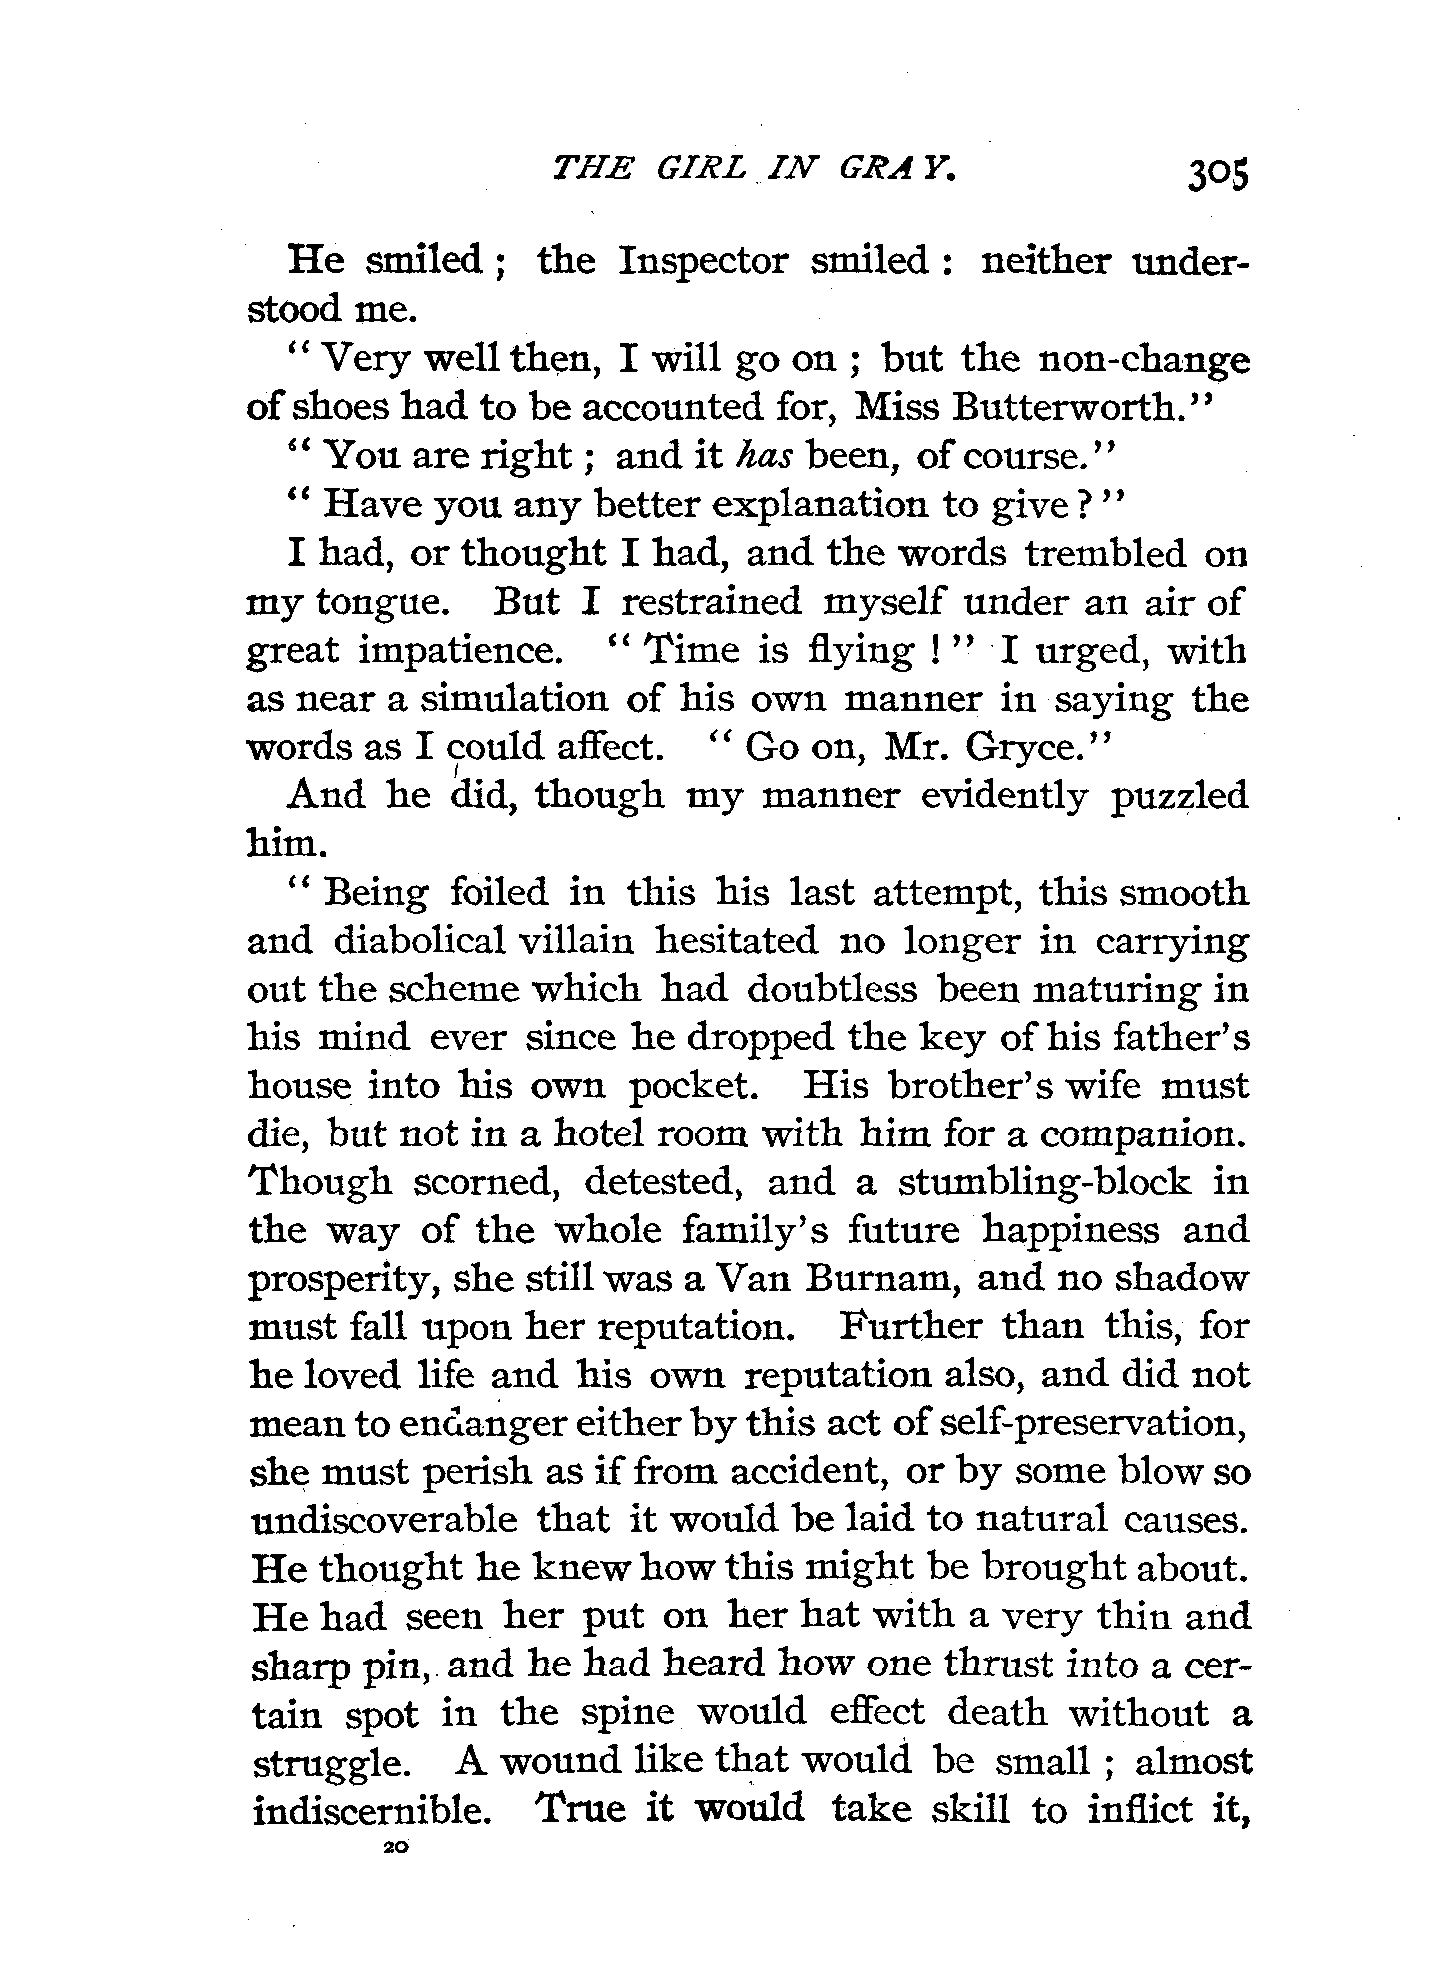 THE GIRL IN GRAY. 305
He smiled ; the Inspector smiled : neither under-
stood me.
“ Very well then, I will go on ; but the non-change
of shoes had to be accounted for, Miss Butterworth.”
“ You are right ; and it has been, of course.”
“ Have you any better explanation to give ? ”
I had, or thought I had, and the words trembled on
my tongue. But I restrained myself under an air of
great impatience. “ Time is flying ! ” I urged, with
as near a simulation of his own manner in saying the
words as I could affect. “ Go on, Mr. Gryce.”
And he did, though my manner evidently puzzled
him.
“ Being foiled in this his last attempt, this smooth
and diabolical villain hesitated no longer in carrying
out the scheme which had doubtless been maturing in
his mind ever since he dropped the key of his father’s
house into his own pocket. His brother’s wife must
die, but not in a hotel room with him for a companion.
Though scorned, detested, and a stumbling-block in
the way of the whole family’s future happiness and
prosperity, she still was a Van Burnam, and no shadow
must fall upon her reputation. Further than this, for
he loved life and his own reputation also, and did not
mean to endanger either by this act of self-preservation,
she must perish as if from accident, or by some blow so
undiscoverable that it would be laid to natural causes.
He thought he knew how this might be brought about.
He had seen her put on her hat with a very thin and
sharp pin, and he had heard how one thrust into a cer-
tain spot in the spine would effect death without a
struggle. A wound like that would be small ; almost
indiscernible. True it would take skill to inflict it,
20